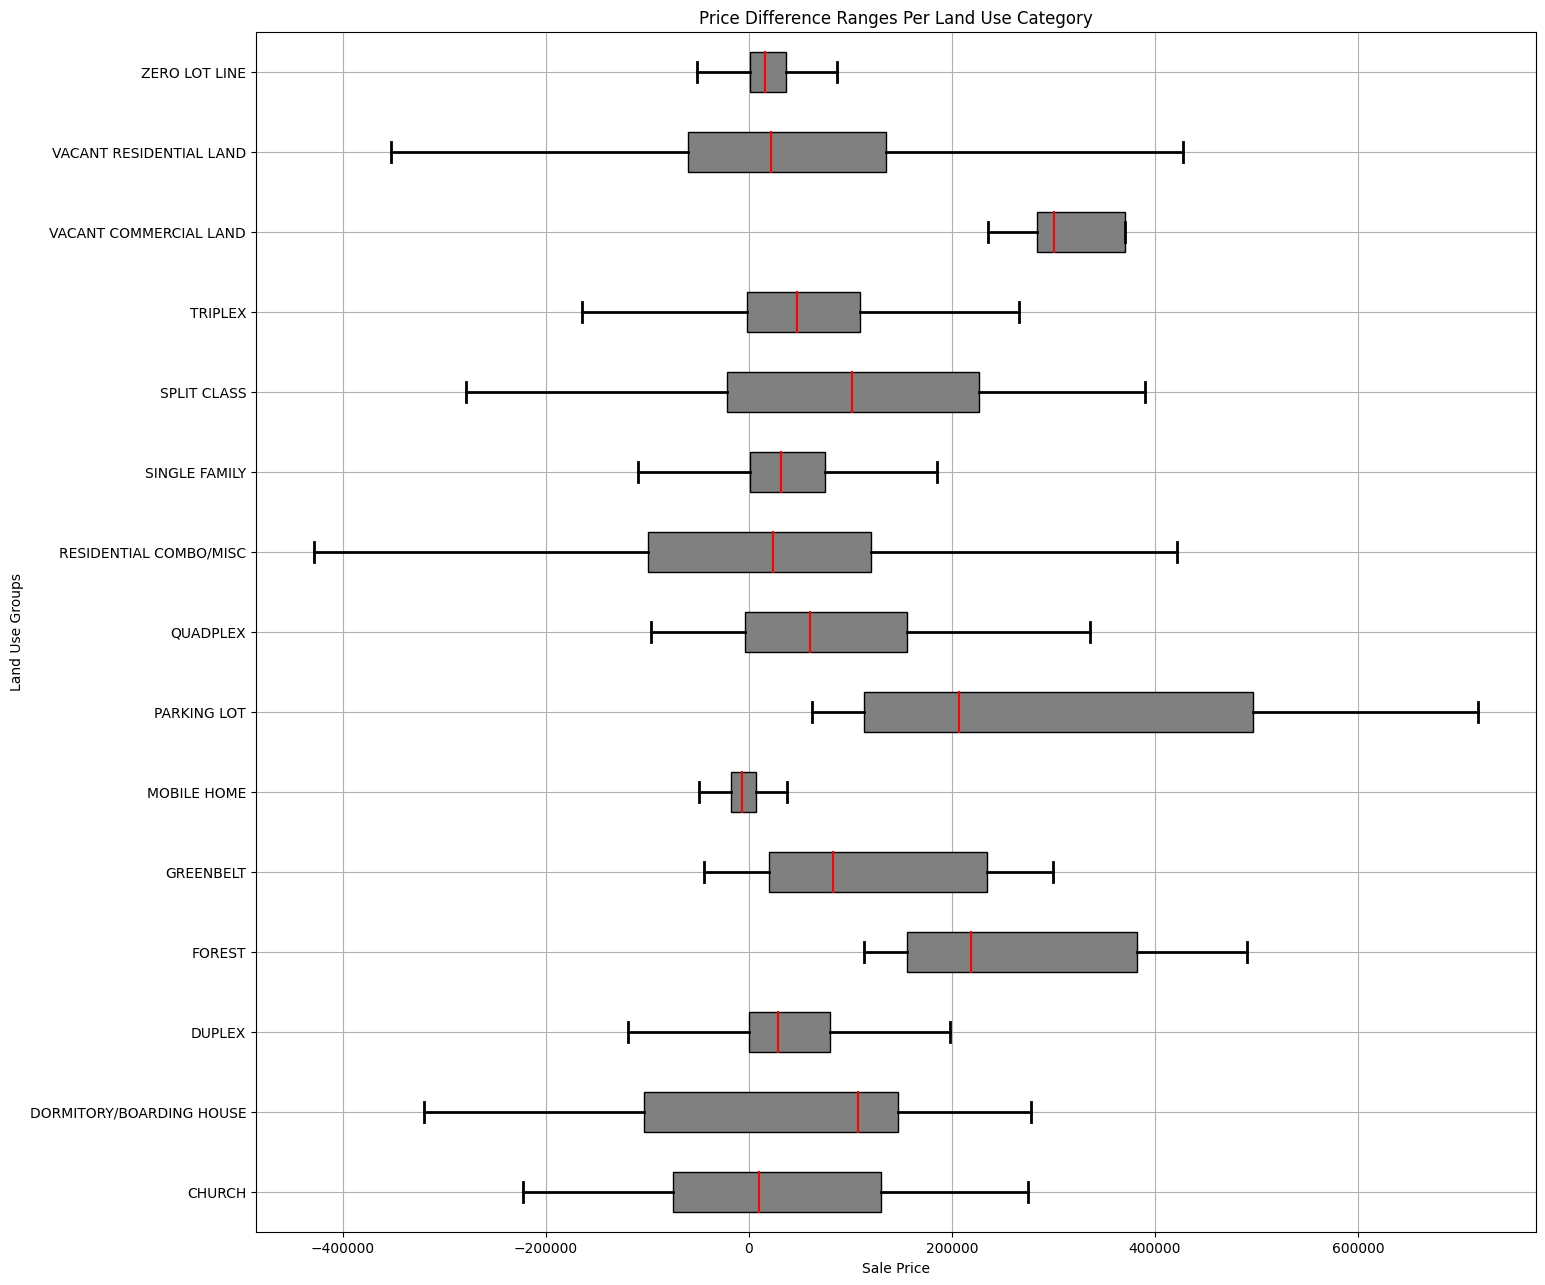 Price Difference Ranges Per Land Use Category
ZERO LOT LINE
VACANT RESIDENTIAL LAND
VACANT COMMERCIAL LAND
TRIPLEX
SPLIT CLASS
SINGLE FAMILY
RESIDENTIAL COMBO/MISC
QUADPLEX
PARKING LOT
MOBILE HOME
GREENBELT
FOREST
DUPLEX
DORMITORY/BOARDING HOUSE
CHURCH
Land Use Groups
−400000 −200000 0 200000 400000 600000
Sale Price